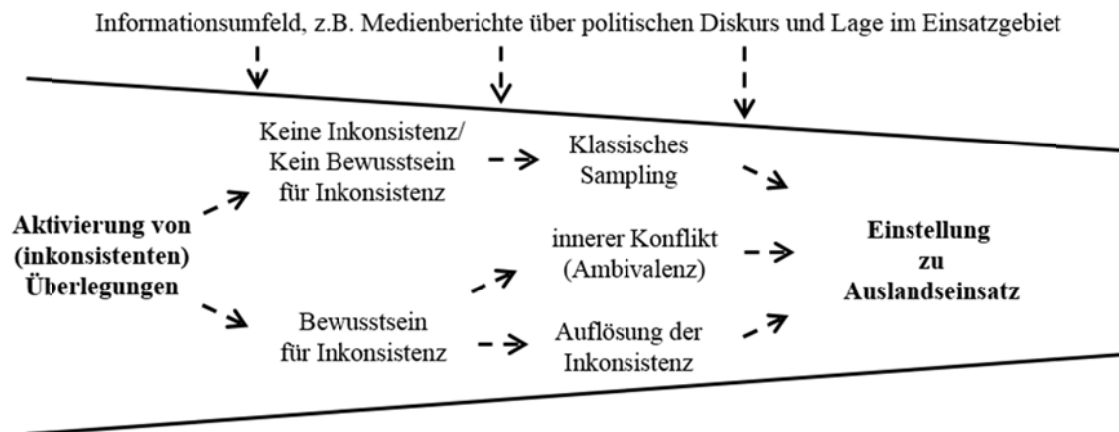 Informationsumfeld, z.B. Medienberichte über politischen Diskurs und Lage im Einsatzgebiet
Keine Inkonsistenz/
Kein Bewusstsein
für Inkonsistenz
Klassisches
Sampling
Aktivierung von
(inkonsistenten)
Überlegungen
innerer Konflikt
(Ambivalenz)
Einstellung
zu
Auslandseinsatz
Bewusstsein
für Inkonsistenz
Auflösung der
Inkonsistenz